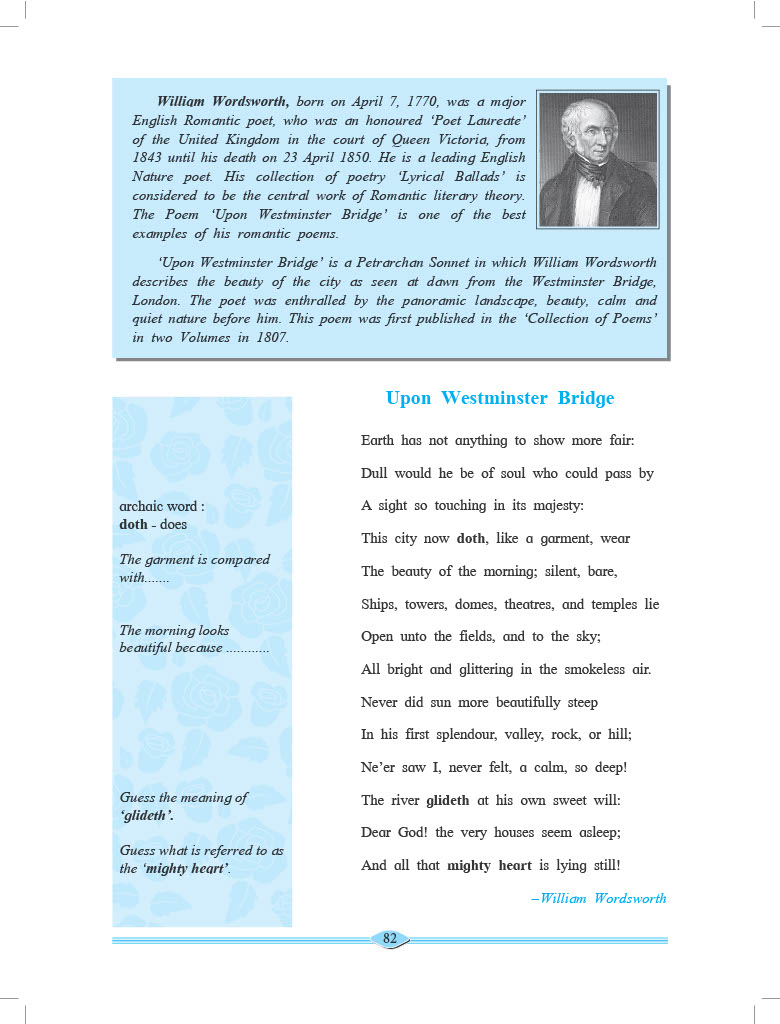 William Wordsworth, born on April 7, 1770, was a major
English Romantic poet, who was an honoured ‘Poet Laureate’
of the United Kingdom in the court of Queen Victoria, from
1843 until his death on 23 April 1850. He is a leading English
Nature poet. His collection of poetry ‘Lyrical Ballads’ is
considered to be the central work of Romantic literary theory.
The Poem ‘Upon Westminster Bridge’ is one of the best
examples of his romantic poems.
‘Upon Westminster Bridge’ is a Petrarchan Sonnet in which William Wordsworth
describes the beauty of the city as seen at dawn from the Westminster Bridge,
London. The poet was enthralled by the panoramic landscape, beauty, calm and
quiet nature before him. This poem was first published in the ‘Collection of Poems’
in two Volumes in 1807.
archaic word :
doth - does
The garment is compared
with.......
The morning looks
beautiful because ............
Guess the meaning of
‘glideth’.
Guess what is referred to as
the ‘mighty heart’.
Upon Westminster Bridge
Earth has not anything to show more fair:
Dull would he be of soul who could pass by
A sight so touching in its majesty:
This city now doth, like a garment, wear
The beauty of the morning; silent, bare,
Ships, towers, domes, theatres, and temples lie
Open unto the fields, and to the sky;
All bright and glittering in the smokeless air.
Never did sun more beautifully steep
In his first splendour, valley, rock, or hill;
Ne’er saw I, never felt, a calm, so deep!
The river glideth at his own sweet will:
Dear God! the very houses seem asleep;
And all that mighty heart is lying still!
–William Wordsworth
82